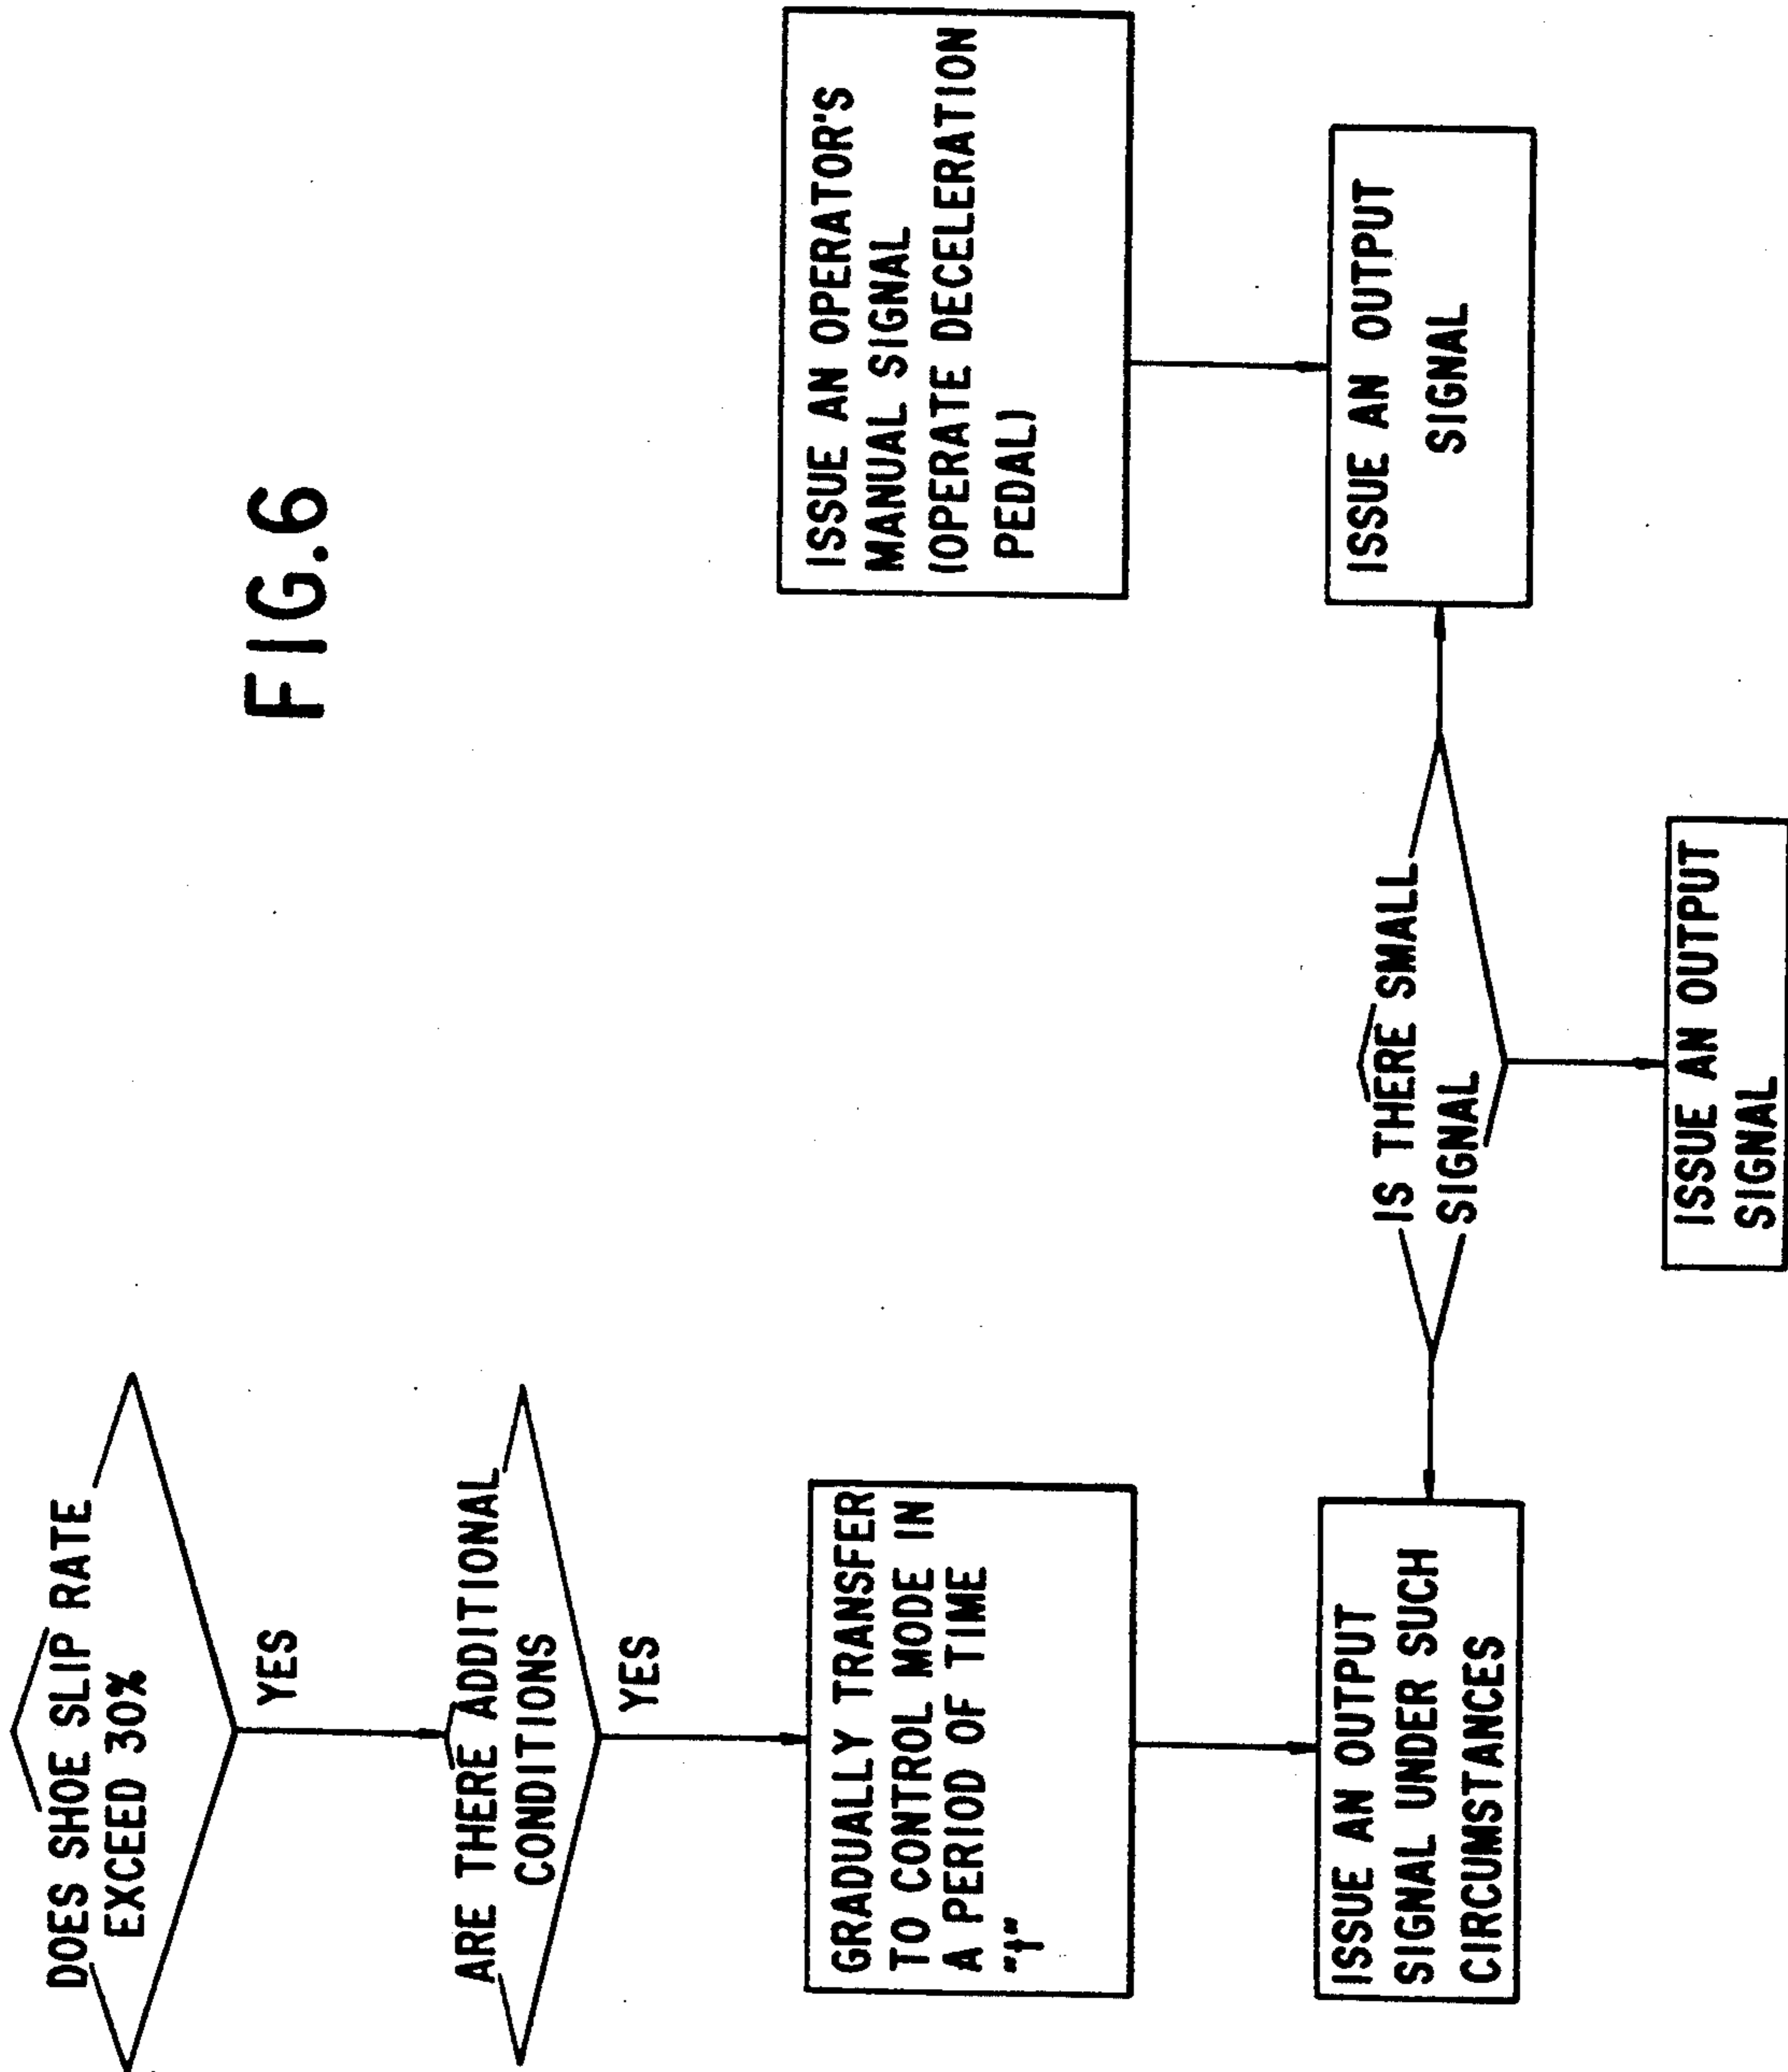 FIG.6
DOES SHOE SLIP RATE
EXCEED 30%
YES
ARE THERE ADDITIONAL
CONDITIONS
YES
GRADUALLY TRANSFER
TO CONTROL MODE IN
A PERIOD OF TIME
"t"
ISSUE AN OUTPUT
SIGNAL UNDER SUCH
CIRCUMSTANCES
IS THERE SMALL
SIGNAL
ISSUE AN OUTPUT
SIGNAL
ISSUE AN OPERATOR'S
MANUAL SIGNAL
(OPERATE DECELERATION
PEDAL)
ISSUE AN OUTPUT
SIGNAL